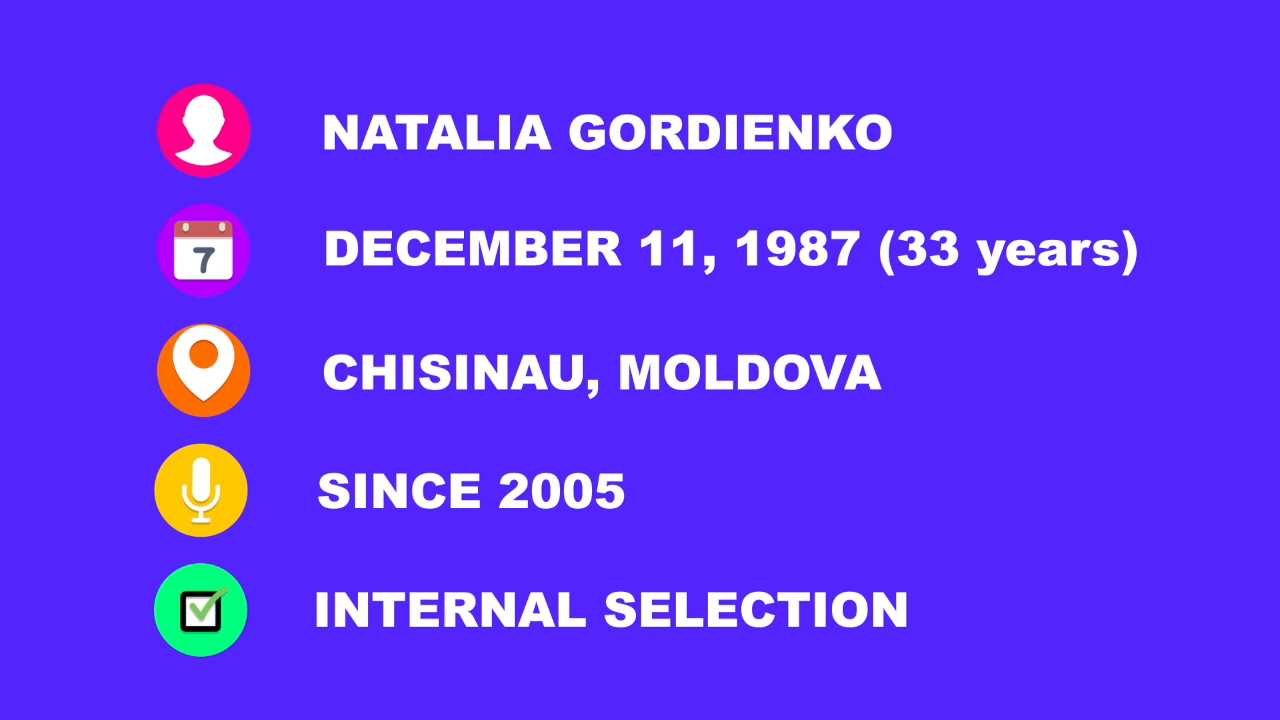 NATALIA GORDIENKO
7
DECEMBER 11, 1987 (33 years)
CHISINAU, MOLDOVA
SINCE 2005
INTERNAL SELECTION